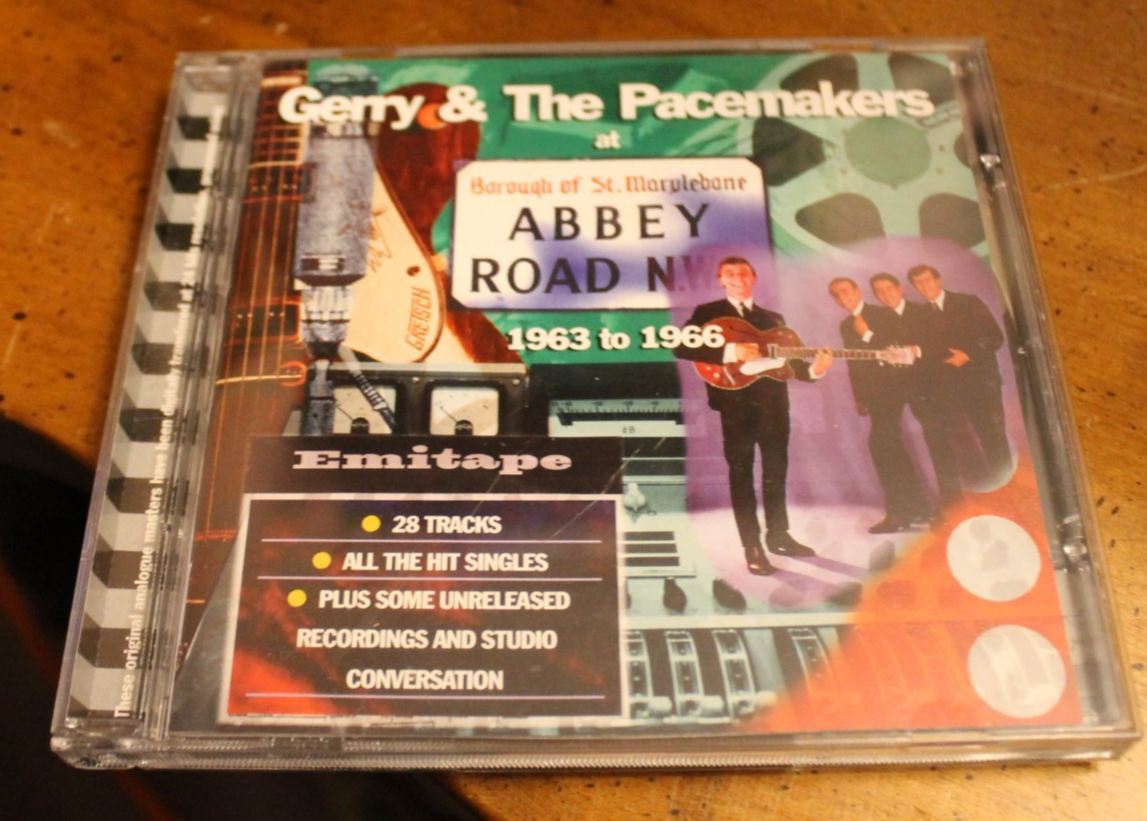 Gerry & The Pacemakers
at
Borough of St. Marylebone
ABBEY
ROAD N.W.
1963 to 1966
GRETSCH
dB
Emitape
28 TRACKS
ALL THE HIT SINGLES
PLUS SOME UNRELEASED
RECORDINGS AND STUDIO
CONVERSATION
These original analogue masters have been digitally